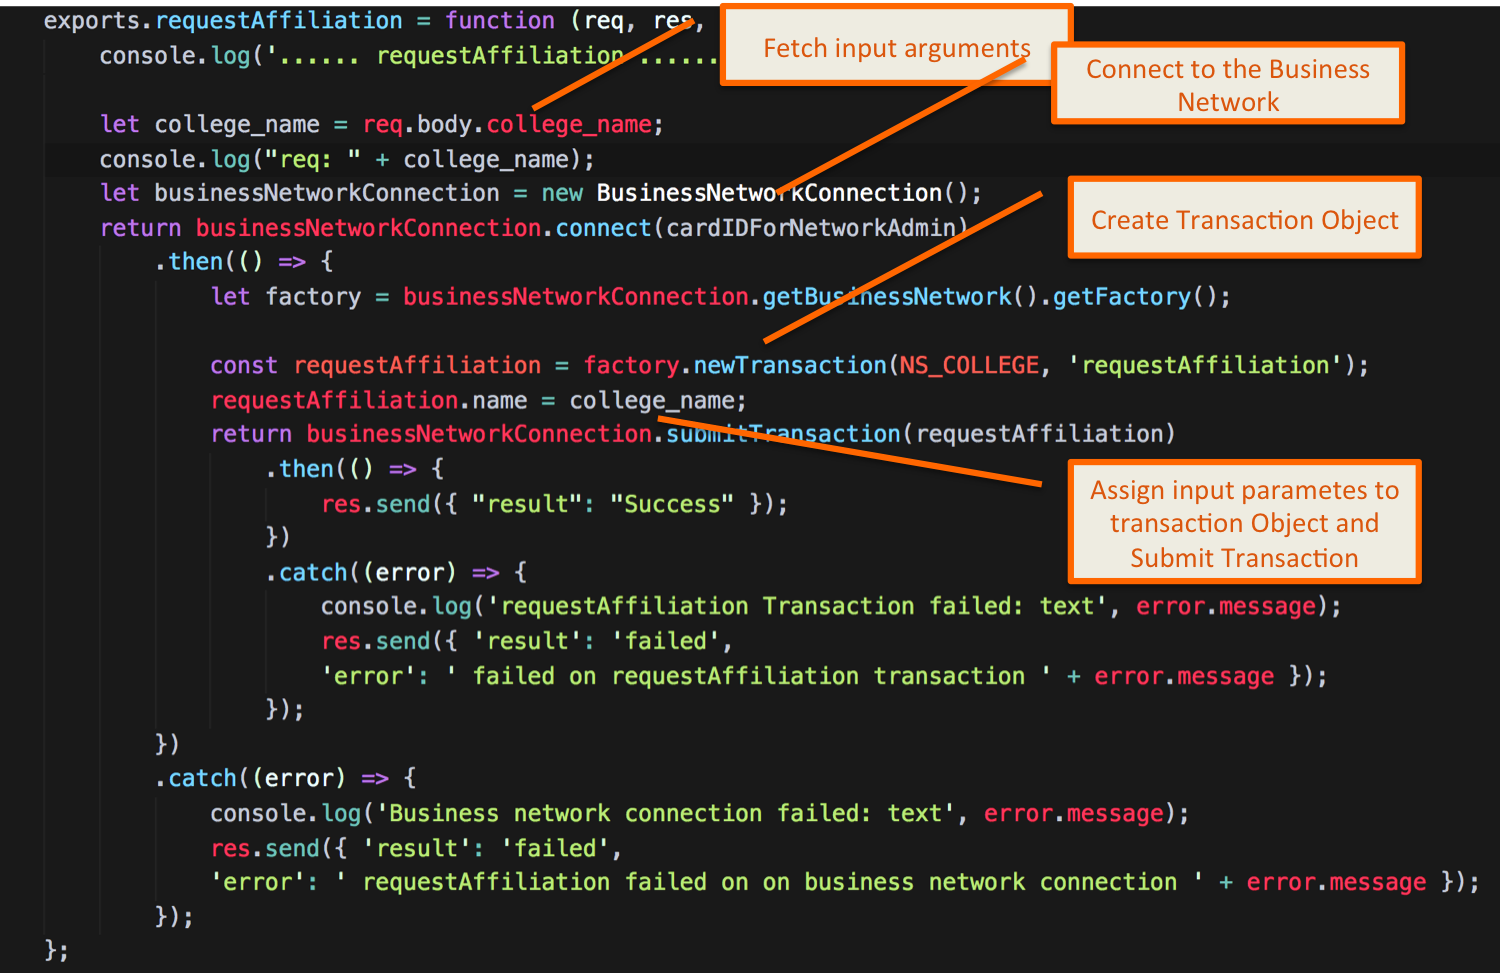 exports.requestAffiliation = function (req, res,
console.log('...... requestAffiliation ......
let college_name = req.body.college_name;
console.log("req: " + college_name);
let businessNetworkConnection = new BusinessNetworkConnection();
return businessNetworkConnection.connect(cardIDForNetworkAdmin)
.then(() => {
let factory = businessNetworkConnection.getBusinessNetwork().getFactory();
const requestAffiliation = factory.newTransaction(NS_COLLEGE, 'requestAffiliation');
requestAffiliation.name = college_name;
return businessNetworkConnection.submitTransaction(requestAffiliation)
.then(() => {
res.send({ "result": "Success" });
})
.catch((error) => {
console.log('requestAffiliation Transaction failed: text', error.message);
res.send({ 'result': 'failed',
'error': ' failed on requestAffiliation transaction ' + error.message });
});
})
.catch((error) => {
console.log('Business network connection failed: text', error.message);
res.send({ 'result': 'failed',
'error': ' requestAffiliation failed on on business network connection ' + error.message });
});
};
Fetch input arguments
Connect to the Business
Network
Create Transaction Object
Assign input parametes to
transaction Object and
Submit Transaction